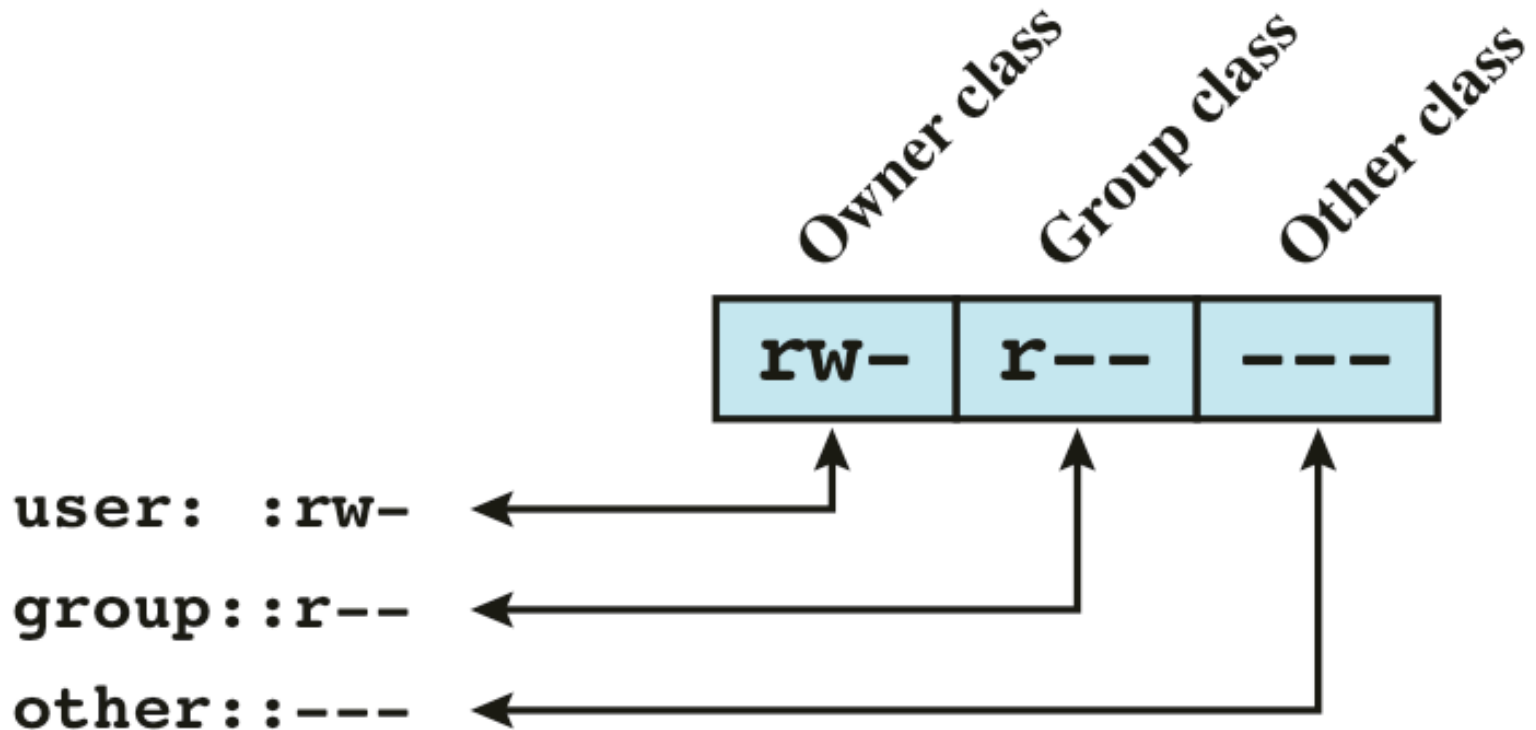 Owner class
Group class
Other class
rw- r-- ---
user: :rw-
group::r--
other::---